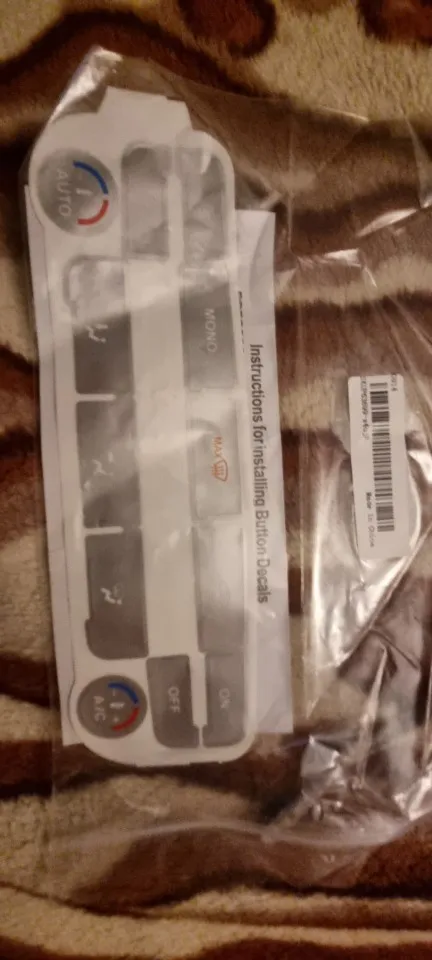 AUTO
MONO
MAX
A/C
OFF
ON
Instructions for installing Button Decals